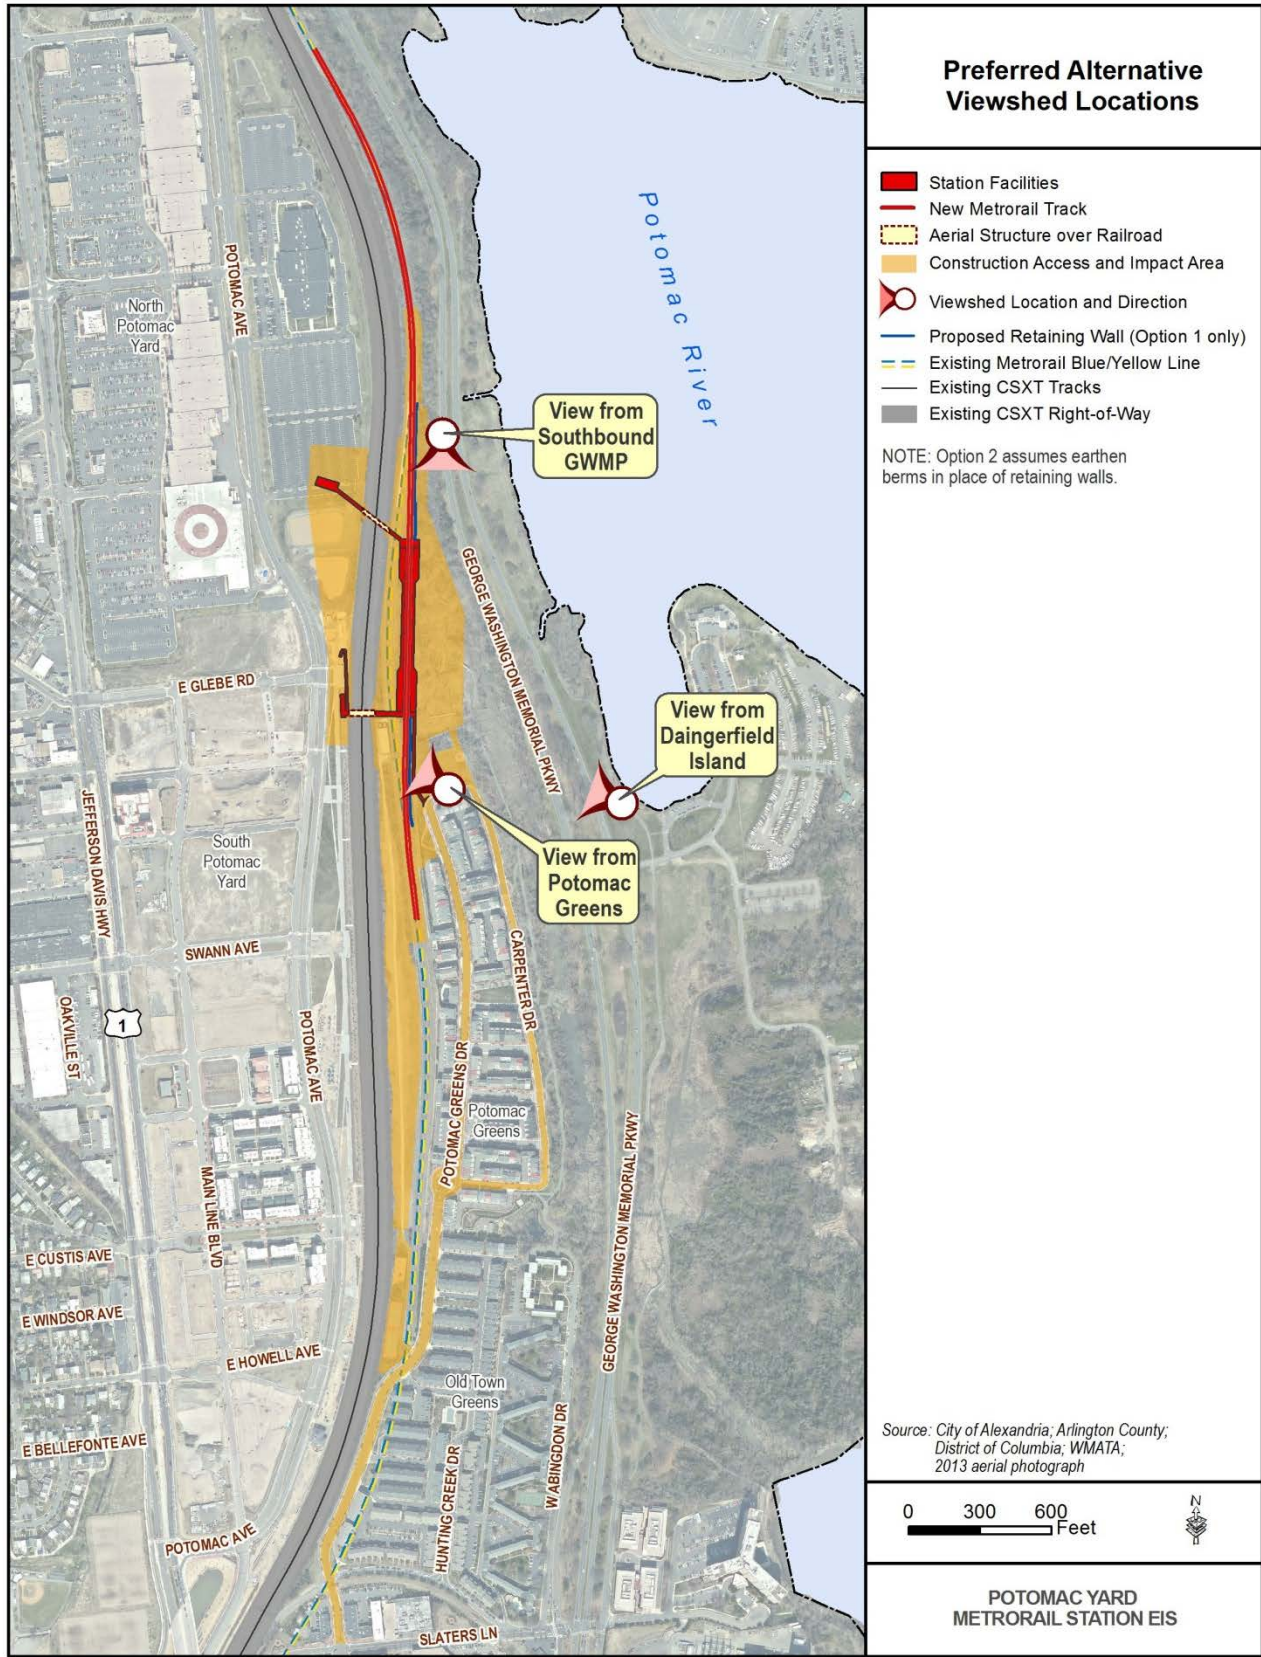 Preferred Alternative
Viewshed Locations
Station Facilities
New Metrorail Track
Aerial Structure over Railroad
Construction Access and Impact Area
Viewshed Location and Direction
Proposed Retaining Wall (Option 1 only)
Existing Metrorail Blue/Yellow Line
Existing CSXT Tracks
Existing CSXT Right-of-Way
NOTE: Option 2 assumes earthen
berms in place of retaining walls.
Source: City of Alexandria; Arlington County;
District of Columbia; WMATA;
2013 aerial photograph
0 300 600
Feet
N
POTOMAC YARD
METRORAIL STATION EIS
Potomac River
POTOMAC AVE
North
Potomac
Yard
View from
Southbound
GWMP
GEORGE WASHINGTON MEMORIAL PKWY
E GLEBE RD
View from
Daingerfield
Island
JEFFERSON DAVIS HWY
South
Potomac
Yard
View from
Potomac
Greens
SWANN AVE
CARPENTER DR
OAKVILLE ST
1
POTOMAC AVE
POTOMAC GREENS DR
Potomac
Greens
MAIN LINE BLVD
GEORGE WASHINGTON MEMORIAL PKWY
E CUSTIS AVE
E WINDSOR AVE
E HOWELL AVE
Old Town
Greens
E BELLEFONTE AVE
HUNTING CREEK DR
W ABINGDON DR
POTOMAC AVE
SLATERS LN